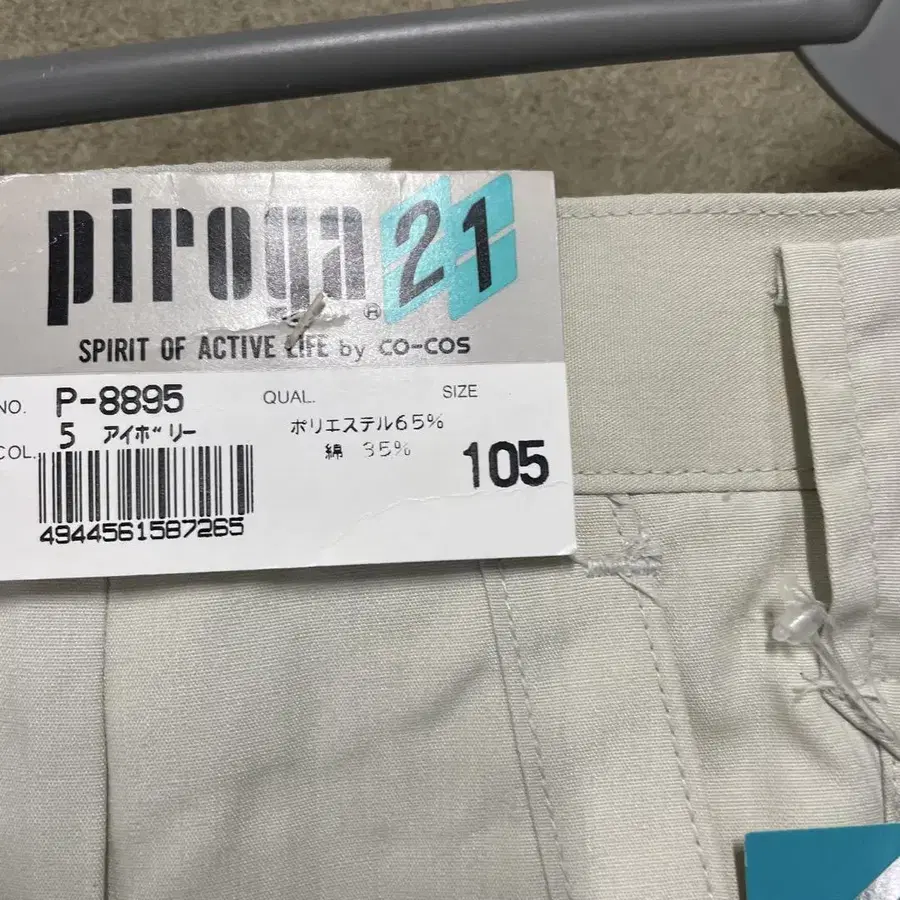 piroga 21
®
SPIRIT OF ACTIVE LIFE by CO-COS
NO. P-8895
COL. 5 アイボリー
QUAL.
ポリエステル65%
綿 35%
SIZE
105
4944561587265